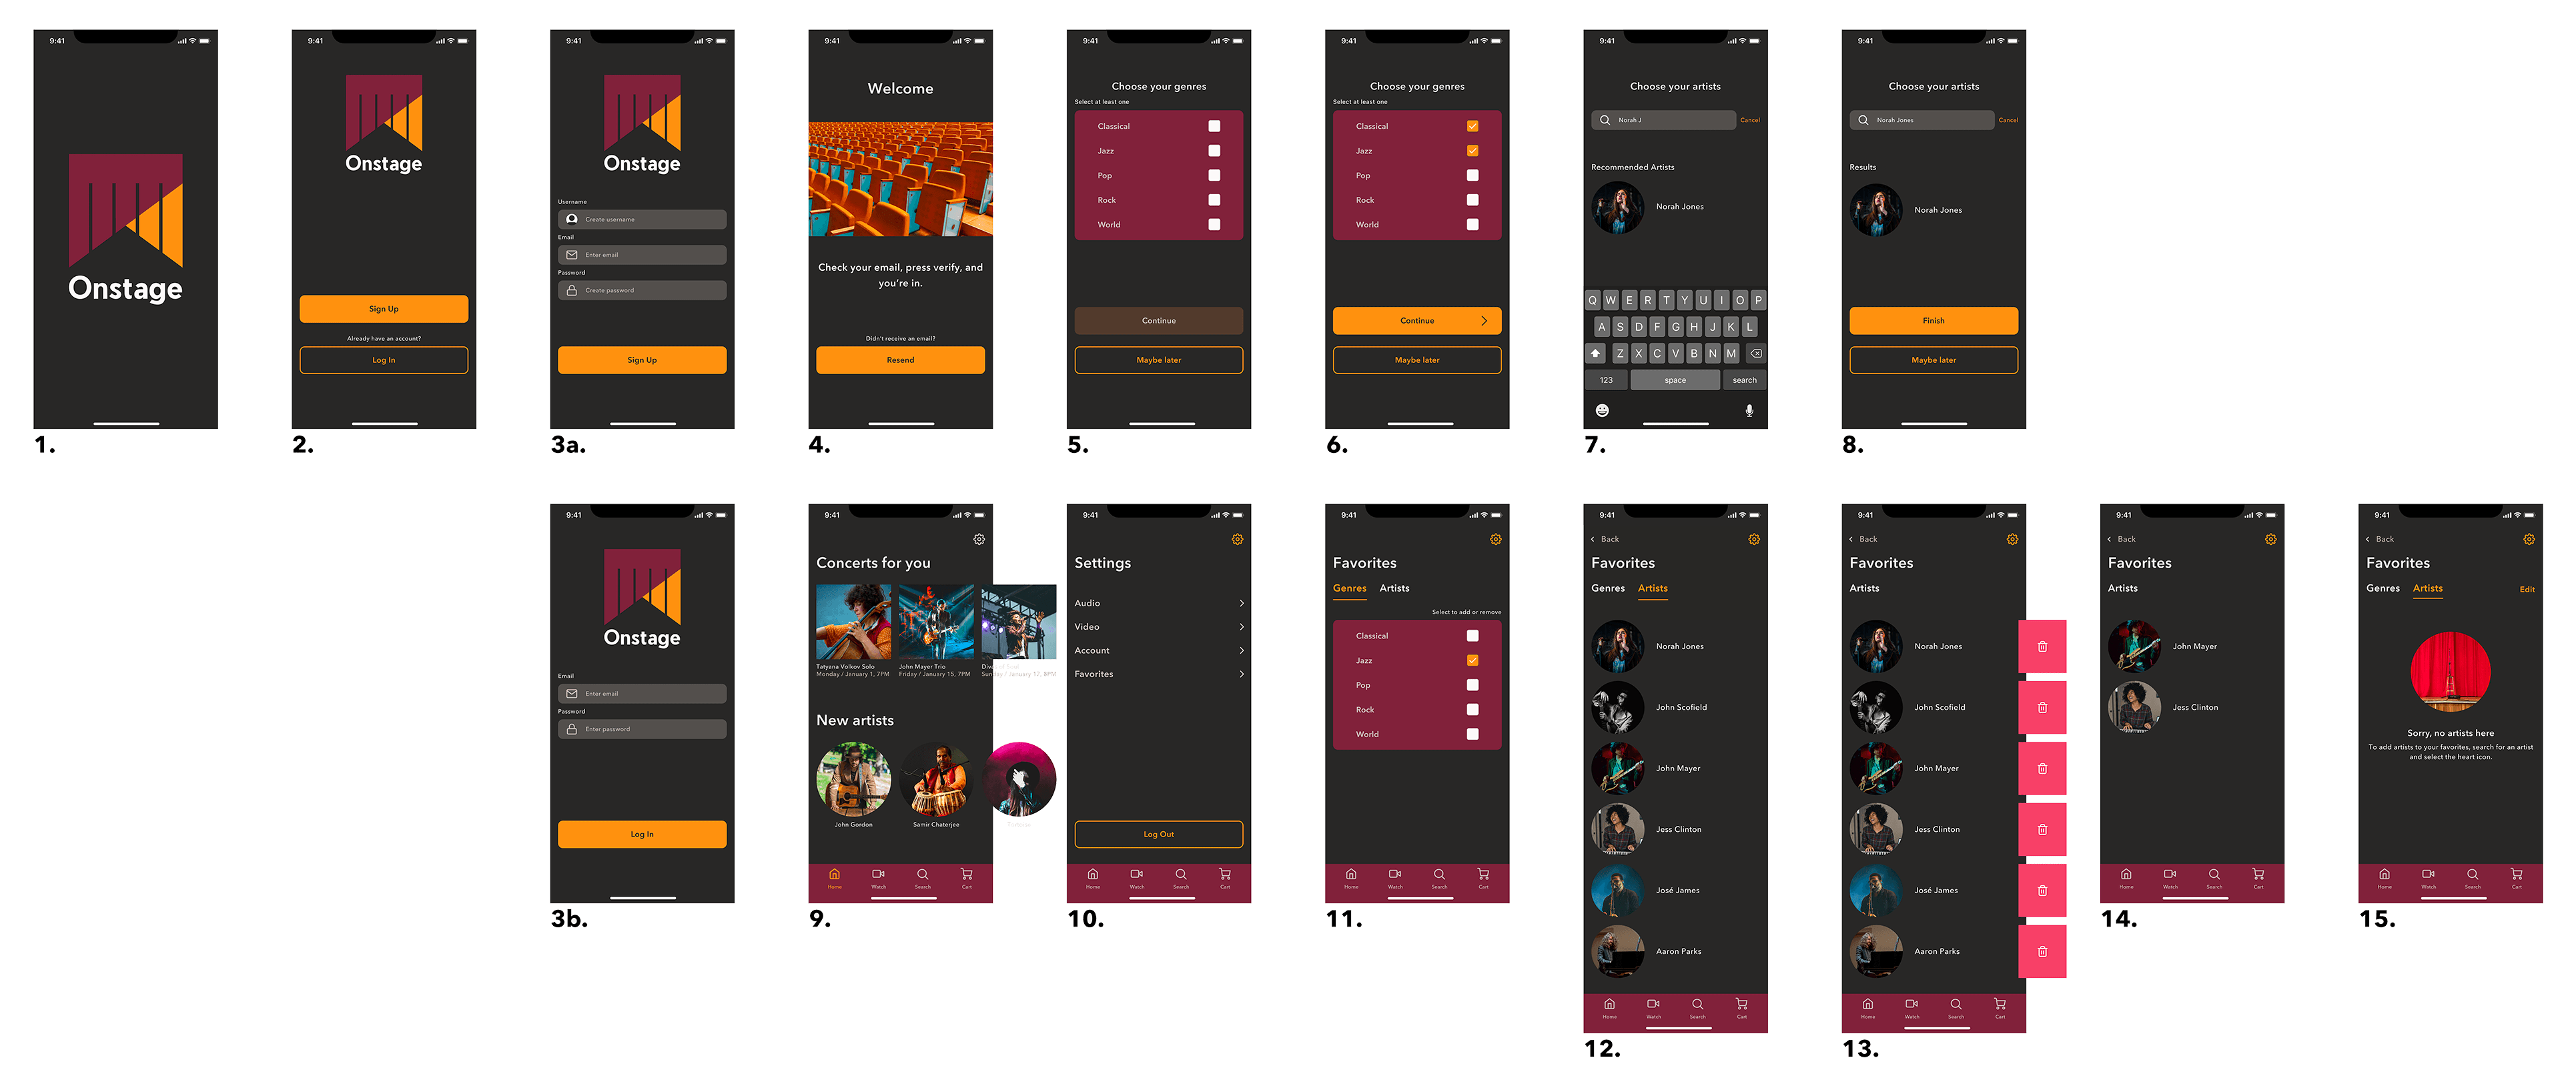 9:41
Onstage
1.
9:41
Onstage
Sign Up
Already have an account?
Log In
2.
9:41
Onstage
Username
Create username
Email
Enter email
Password
Create password
Sign Up
3a.
9:41
Welcome
Check your email, press verify, and
you're in.
Didn't receive an email?
Resend
4.
9:41
Choose your genres
Select at least one
Classical
Jazz
Pop
Rock
World
Continue
Maybe later
5.
9:41
Choose your genres
Select at least one
Classical
Jazz
Pop
Rock
World
Continue
Maybe later
6.
9:41
Choose your artists
Norah J
Cancel
Recommended Artists
Norah Jones
Q W E R T Y U I O P
A S D F G H J K L
Z X C V B N M
123 space search
7.
9:41
Choose your artists
Norah Jones
Cancel
Results
Norah Jones
Finish
Maybe later
8.
9:41
Onstage
Email
Enter email
Password
Enter password
Log In
3b.
9:41
Concerts for you
Tatyana Volkov Solo
Monday / January 1, 7PM
John Mayer Trio
Friday / January 15, 7PM
Sunday / January 17, 8PM
New artists
John Gordon
Samir Chaterjee
Home Watch Search Cart
9.
9:41
Settings
Audio
Video
Account
Favorites
Log Out
Home Watch Search Cart
10.
9:41
Favorites
Genres Artists
Select to add or remove
Classical
Jazz
Pop
Rock
World
Home Watch Search Cart
11.
9:41
Back
Favorites
Genres Artists
Norah Jones
John Scofield
John Mayer
Jess Clinton
José James
Aaron Parks
Home Watch Search Cart
12.
9:41
Back
Favorites
Artists
Norah Jones
John Scofield
John Mayer
Jess Clinton
José James
Aaron Parks
Home Watch Search Cart
13.
9:41
Back
Favorites
Artists
John Mayer
Jess Clinton
Home Watch Search Cart
14.
9:41
Back
Favorites
Genres Artists Edit
Sorry, no artists here
To add artists to your favorites, search for an artist
and select the heart icon.
Home Watch Search Cart
15.